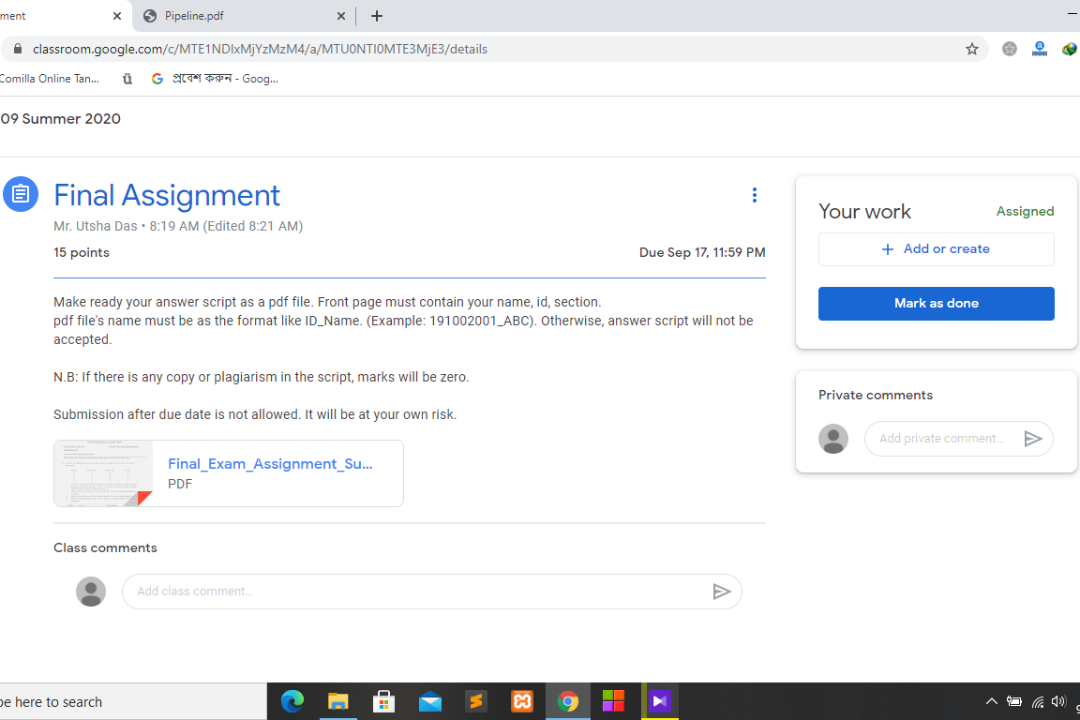 ment
Pipeline.pdf
classroom.google.com/c/MTE1NDIxMjYzMzM4/a/MTU0NTI0MTE3MjE3/details
Comilla Online Tan...
ü
প্রবেশ করুন - Goog...
09 Summer 2020
Final Assignment
Mr. Utsha Das • 8:19 AM (Edited 8:21 AM)
15 points
Due Sep 17, 11:59 PM
Make ready your answer script as a pdf file. Front page must contain your name, id, section.
pdf file's name must be as the format like ID_Name. (Example: 191002001_ABC). Otherwise, answer script will not be
accepted.
N.B: If there is any copy or plagiarism in the script, marks will be zero.
Submission after due date is not allowed. It will be at your own risk.
Final_Exam_Assignment_Su...
PDF
Class comments
Add class comment...
Your work
Assigned
+ Add or create
Mark as done
Private comments
Add private comment...
pe here to search